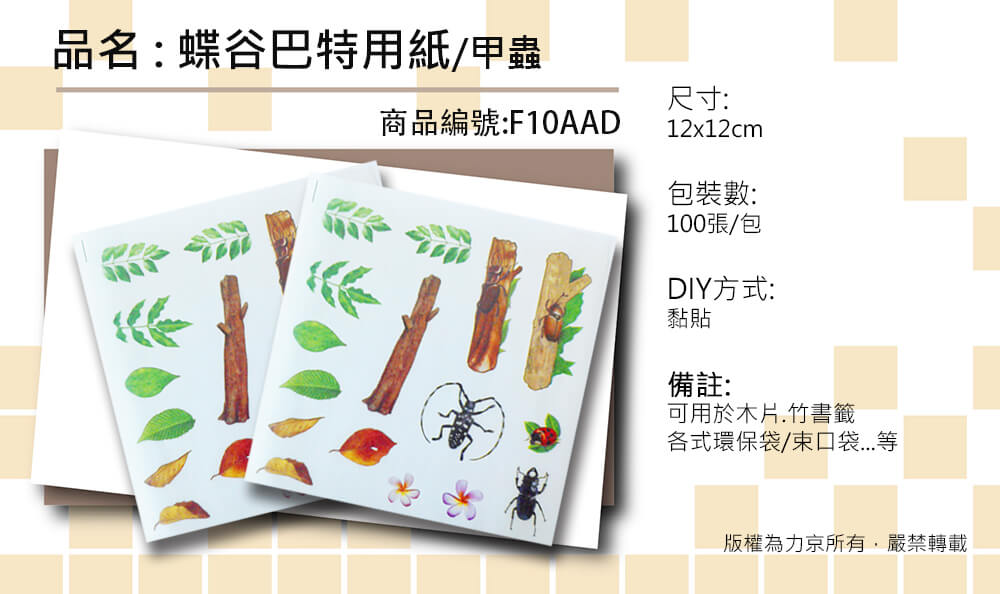 品名 : 蝶谷巴特用紙/甲蟲
商品編號:F10AAD
尺寸:
12x12cm
包裝數:
100張/包
DIY方式:
黏貼
備註:
可用於木片.竹書籤
各式環保袋/束口袋...等
版權為力京所有，嚴禁轉載